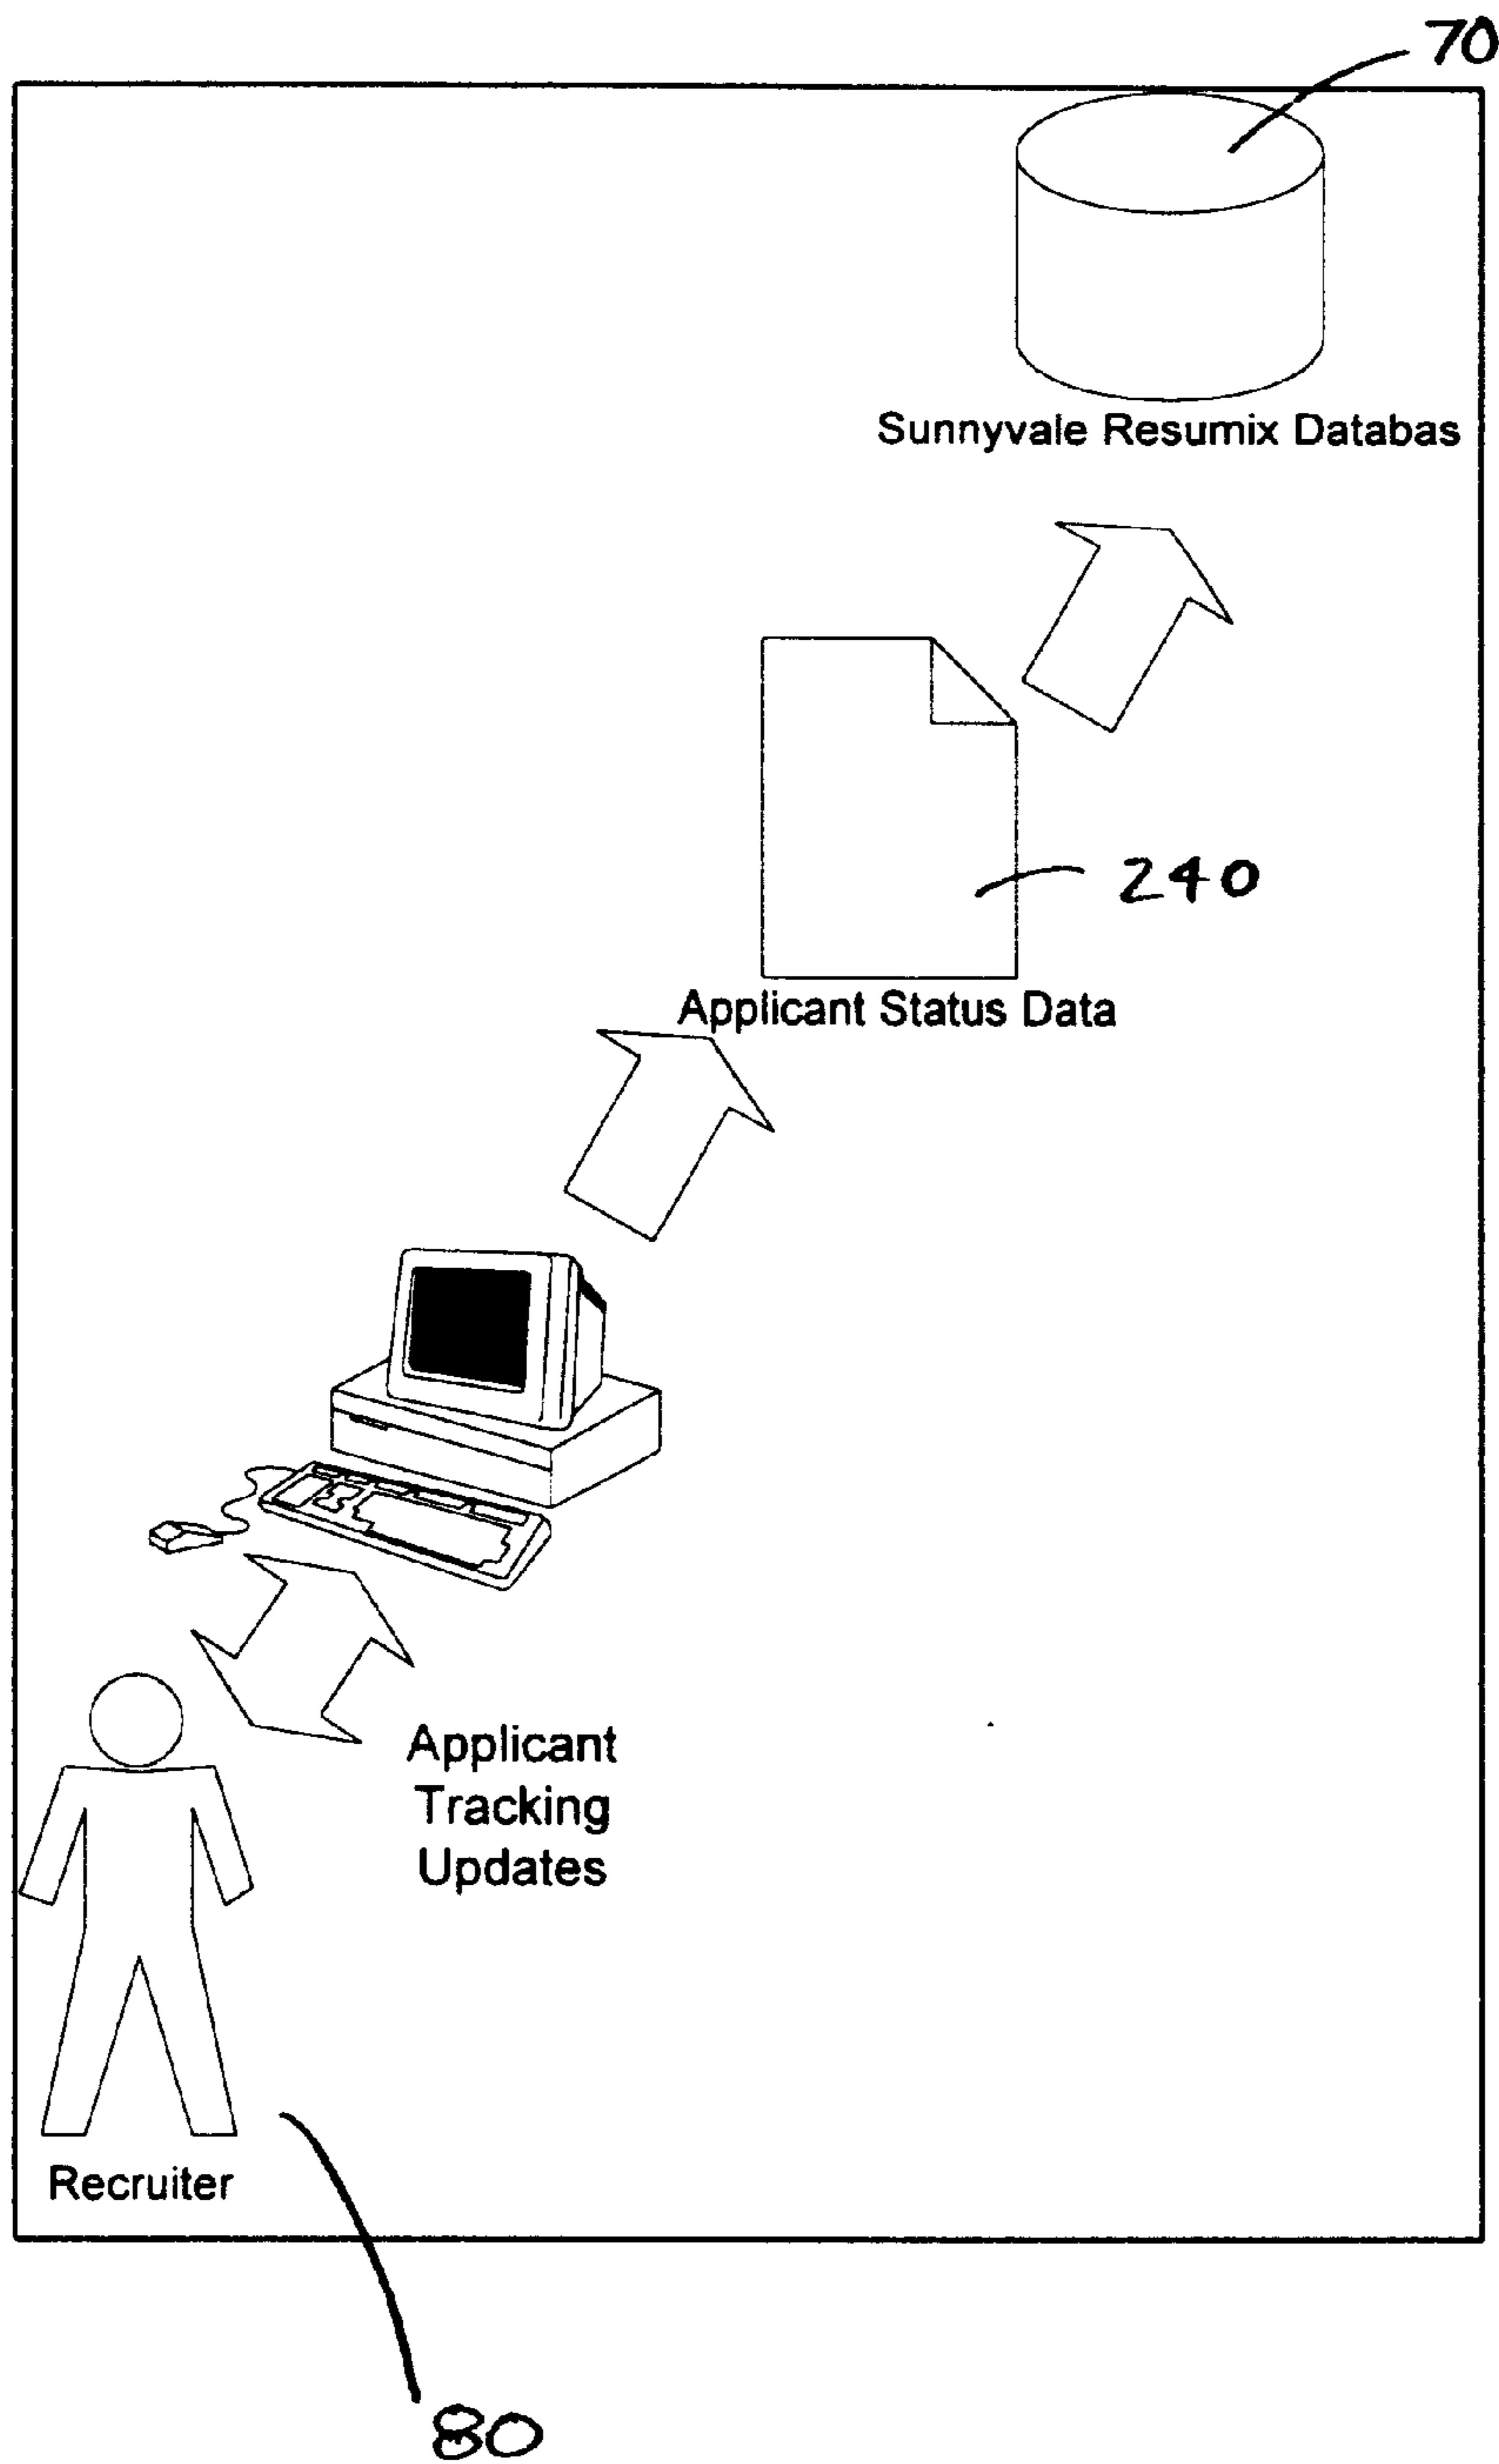 70
Sunnyvale Resumix Databas
240
Applicant Status Data
Applicant
Tracking
Updates
Recruiter
80